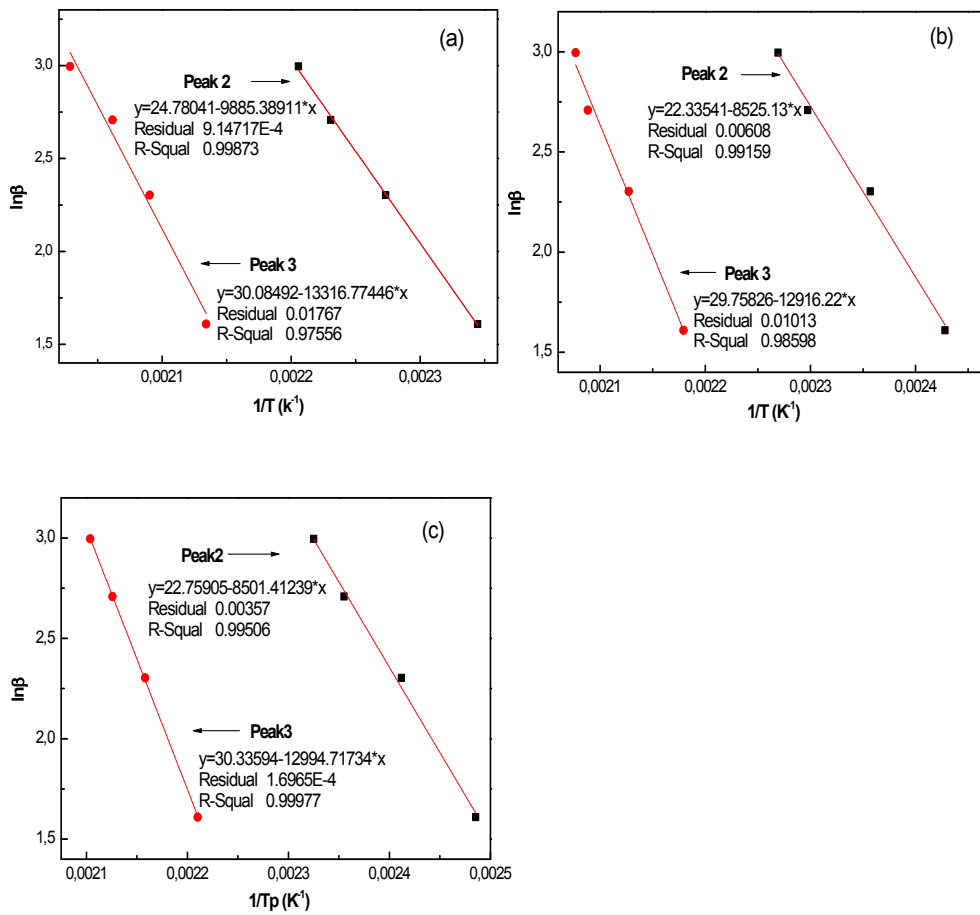 (a)
3,0
2,5
2,0
1,5
lnβ
Peak 2
y=24.78041-9885.38911*x
Residual 9.14717E-4
R-Squal 0.99873
Peak 3
y=30.08492-13316.77446*x
Residual 0.01767
R-Squal 0.97556
0,0021 0,0022 0,0023
1/T (k⁻¹)
(b)
3,0
2,5
2,0
1,5
lnβ
Peak 2
y=22.33541-8525.13*x
Residual 0.00608
R-Squal 0.99159
Peak 3
y=29.75826-12916.22*x
Residual 0.01013
R-Squal 0.98598
0,0021 0,0022 0,0023 0,0024
1/T (K⁻¹)
(c)
3,0
2,5
2,0
1,5
lnβ
Peak2
y=22.75905-8501.41239*x
Residual 0.00357
R-Squal 0.99506
Peak3
y=30.33594-12994.71734*x
Residual 1.6965E-4
R-Squal 0.99977
0,0021 0,0022 0,0023 0,0024 0,0025
1/Tp (K⁻¹)